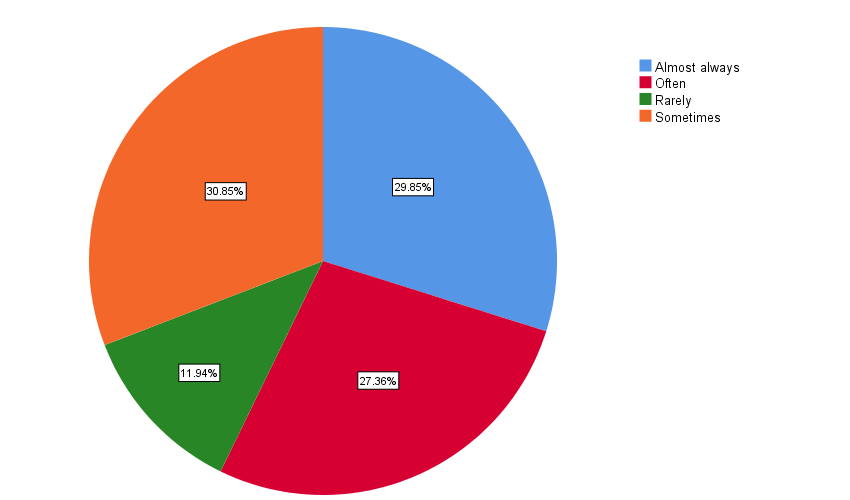 Almost always
Often
Rarely
Sometimes
30.85%
29.85%
11.94%
27.36%